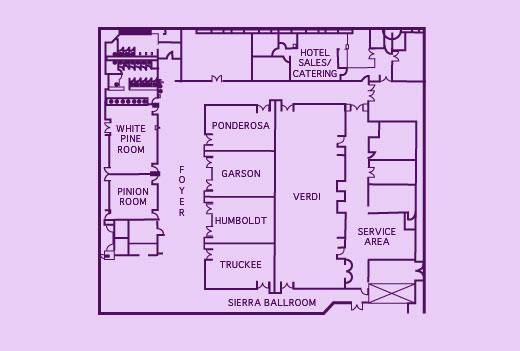 HOTEL
SALES/
CATERING
PONDEROSA
WHITE
PINE
ROOM
GARSON
FOYER
VERDI
PINION
ROOM
HUMBOLDT
SERVICE
AREA
TRUCKEE
SIERRA BALLROOM